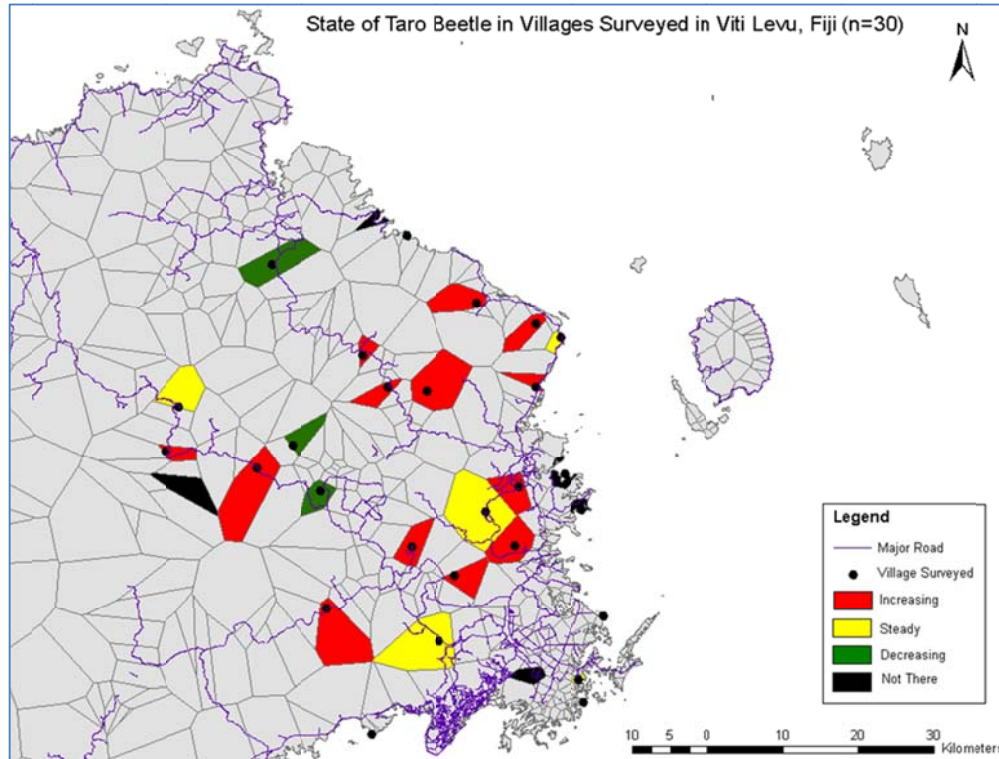 State of Taro Beetle in Villages Surveyed in Viti Levu, Fiji (n=30)
N
Legend
Major Road
Village Surveyed
Increasing
Steady
Decreasing
Not There
10 5 0 10 20 30
Kilometers